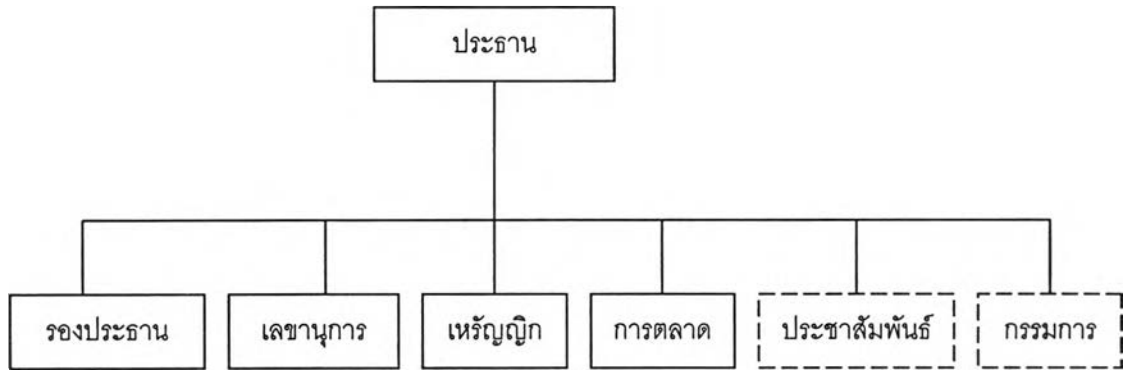 ประธาน
รองประธาน
เลขานุการ
เหรัญญิก
การตลาด
ประชาสัมพันธ์
กรรมการ